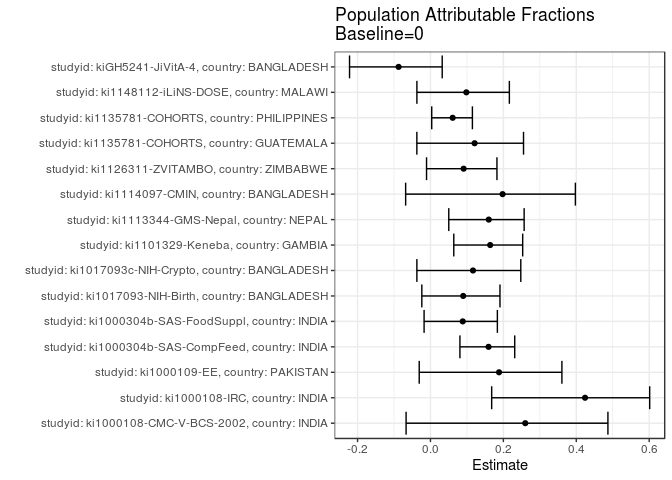 Population Attributable Fractions
Baseline=0
studyid: kiGH5241-JiVitA-4, country: BANGLADESH
studyid: ki1148112-iLiNS-DOSE, country: MALAWI
studyid: ki1135781-COHORTS, country: PHILIPPINES
studyid: ki1135781-COHORTS, country: GUATEMALA
studyid: ki1126311-ZVITAMBO, country: ZIMBABWE
studyid: ki1114097-CMIN, country: BANGLADESH
studyid: ki1113344-GMS-Nepal, country: NEPAL
studyid: ki1101329-Keneba, country: GAMBIA
studyid: ki1017093c-NIH-Crypto, country: BANGLADESH
studyid: ki1017093-NIH-Birth, country: BANGLADESH
studyid: ki1000304b-SAS-FoodSuppl, country: INDIA
studyid: ki1000304b-SAS-CompFeed, country: INDIA
studyid: ki1000109-EE, country: PAKISTAN
studyid: ki1000108-IRC, country: INDIA
studyid: ki1000108-CMC-V-BCS-2002, country: INDIA
-0.2 0.0 0.2 0.4 0.6
Estimate